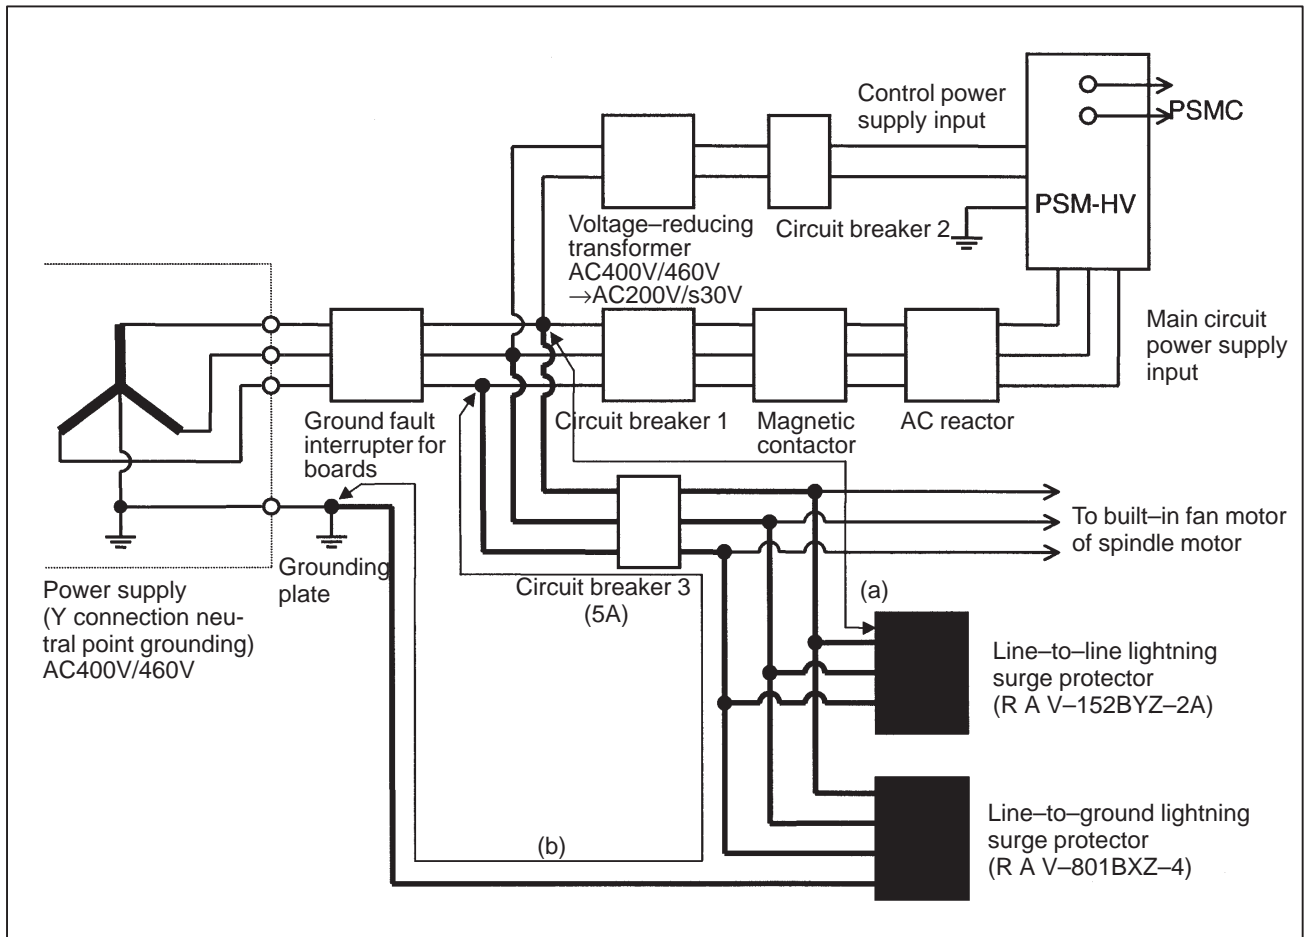 Control power
supply input
PSMC
PSM-HV
Voltage–reducing
transformer
AC400V/460V
→AC200V/s30V
Circuit breaker 2
Main circuit
power supply
input
Ground fault
interrupter for
boards
Circuit breaker 1
Magnetic
contactor
AC reactor
To built–in fan motor
of spindle motor
Grounding
plate
Circuit breaker 3
(5A)
(a)
Power supply
(Y connection neu-
tral point grounding)
AC400V/460V
Line–to–line lightning
surge protector
(R A V–152BYZ–2A)
(b)
Line–to–ground lightning
surge protector
(R A V–801BXZ–4)